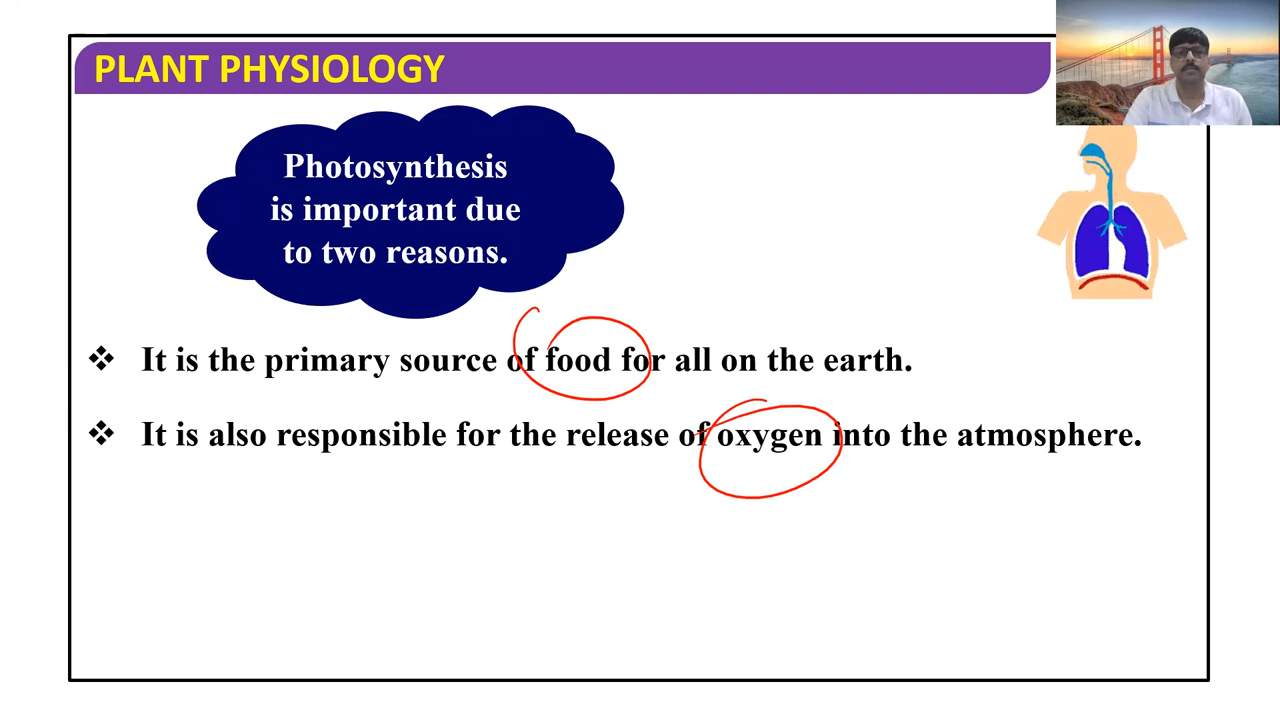 PLANT PHYSIOLOGY
Photosynthesis
is important due
to two reasons.
❖ It is the primary source of food for all on the earth.
❖ It is also responsible for the release of oxygen into the atmosphere.